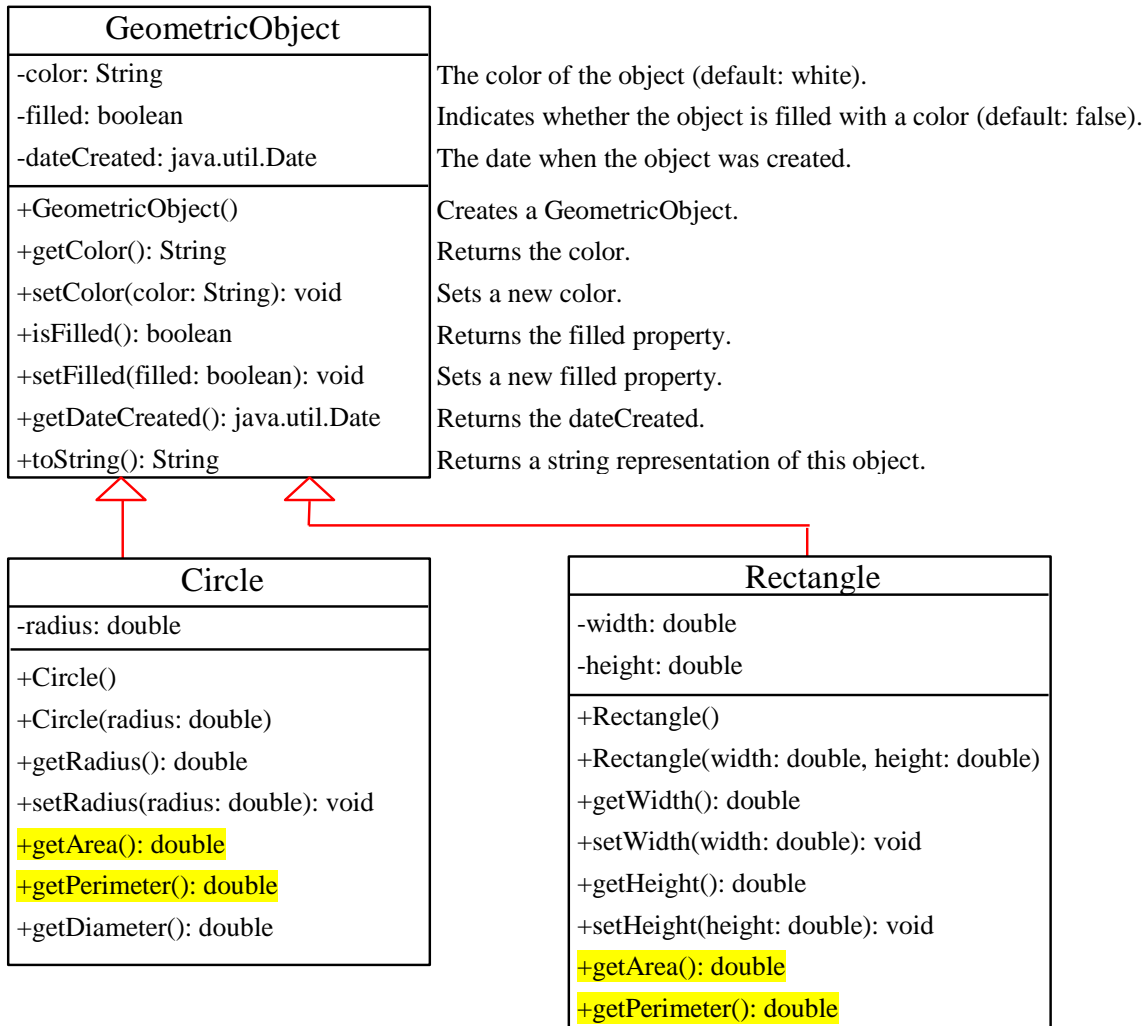 GeometricObject
-color: String
The color of the object (default: white).
-filled: boolean
Indicates whether the object is filled with a color (default: false).
-dateCreated: java.util.Date
The date when the object was created.
+GeometricObject()
Creates a GeometricObject.
+getColor(): String
Returns the color.
+setColor(color: String): void
Sets a new color.
+isFilled(): boolean
Returns the filled property.
+setFilled(filled: boolean): void
Sets a new filled property.
+getDateCreated(): java.util.Date
Returns the dateCreated.
+toString(): String
Returns a string representation of this object.
Circle
-radius: double
+Circle()
+Circle(radius: double)
+getRadius(): double
+setRadius(radius: double): void
+getArea(): double
+getPerimeter(): double
+getDiameter(): double
Rectangle
-width: double
-height: double
+Rectangle()
+Rectangle(width: double, height: double)
+getWidth(): double
+setWidth(width: double): void
+getHeight(): double
+setHeight(height: double): void
+getArea(): double
+getPerimeter(): double